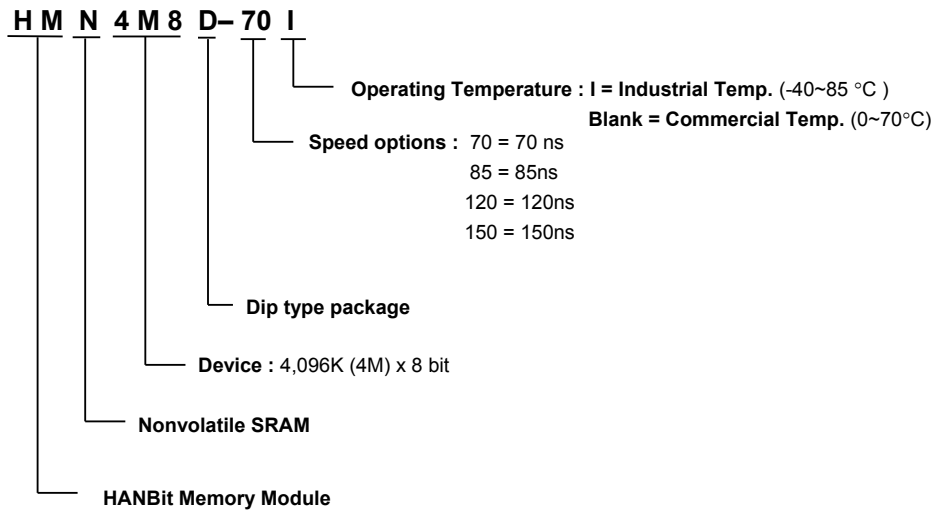 H M N 4 M 8 D– 70 I
Operating Temperature : I = Industrial Temp. (-40~85 °C )
Blank = Commercial Temp. (0~70°C)
Speed options : 70 = 70 ns
85 = 85ns
120 = 120ns
150 = 150ns
Dip type package
Device : 4,096K (4M) x 8 bit
Nonvolatile SRAM
HANBit Memory Module